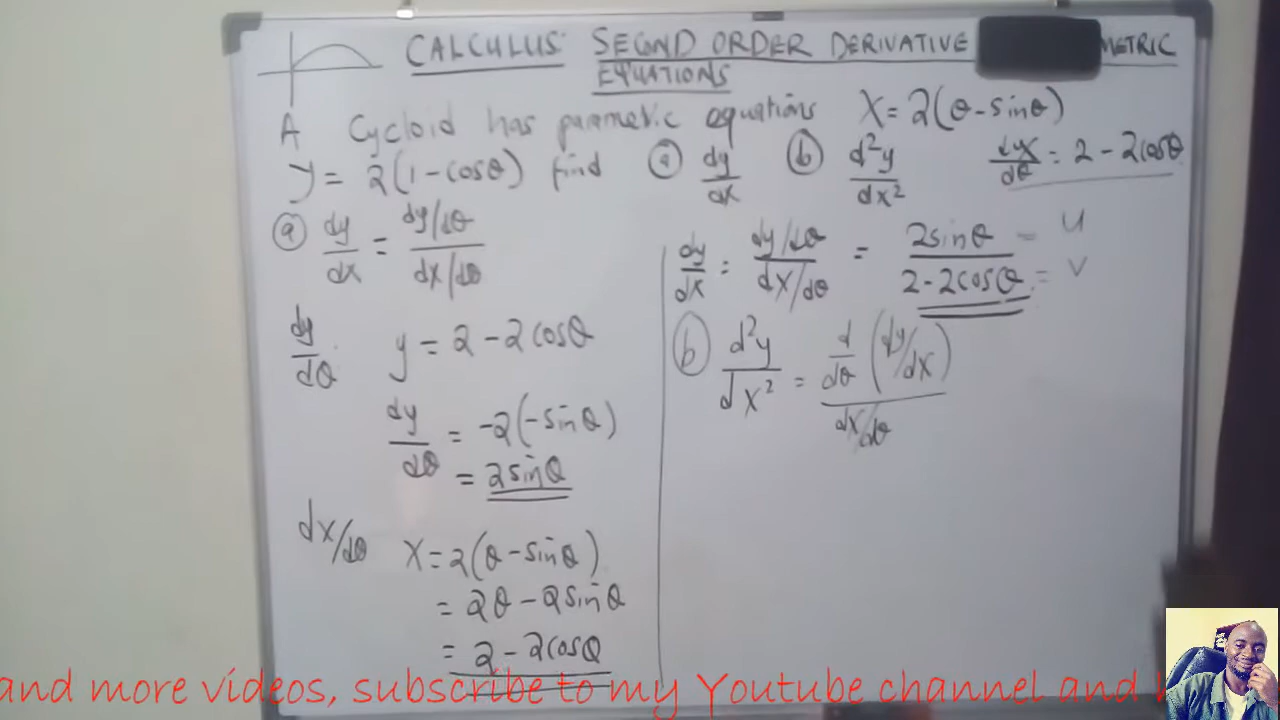 CALCULUS: SECOND ORDER DERIVATIVE METRIC
EQUATIONS
A Cycloid has parametic equations X = 2(θ - sinθ)
y = 2(1 - cosθ) find (a) dy/dx (b) d²y/dx² dx/dθ = 2 - 2cosθ
(a) dy/dx = (dy/dθ)/(dx/dθ)
dy/dθ y = 2 - 2cosθ
dy/dθ = -2(-sinθ)
= 2sinθ
dx/dθ X = 2(θ - sinθ)
= 2θ - 2sinθ
= 2 - 2cosθ
dy/dx = (dy/dθ)/(dx/dθ) = 2sinθ/(2 - 2cosθ) = U = V
(b) d²y/dx² = d/dθ(dy/dx)/(dx/dθ)
and more videos, subscribe to my Youtube channel and